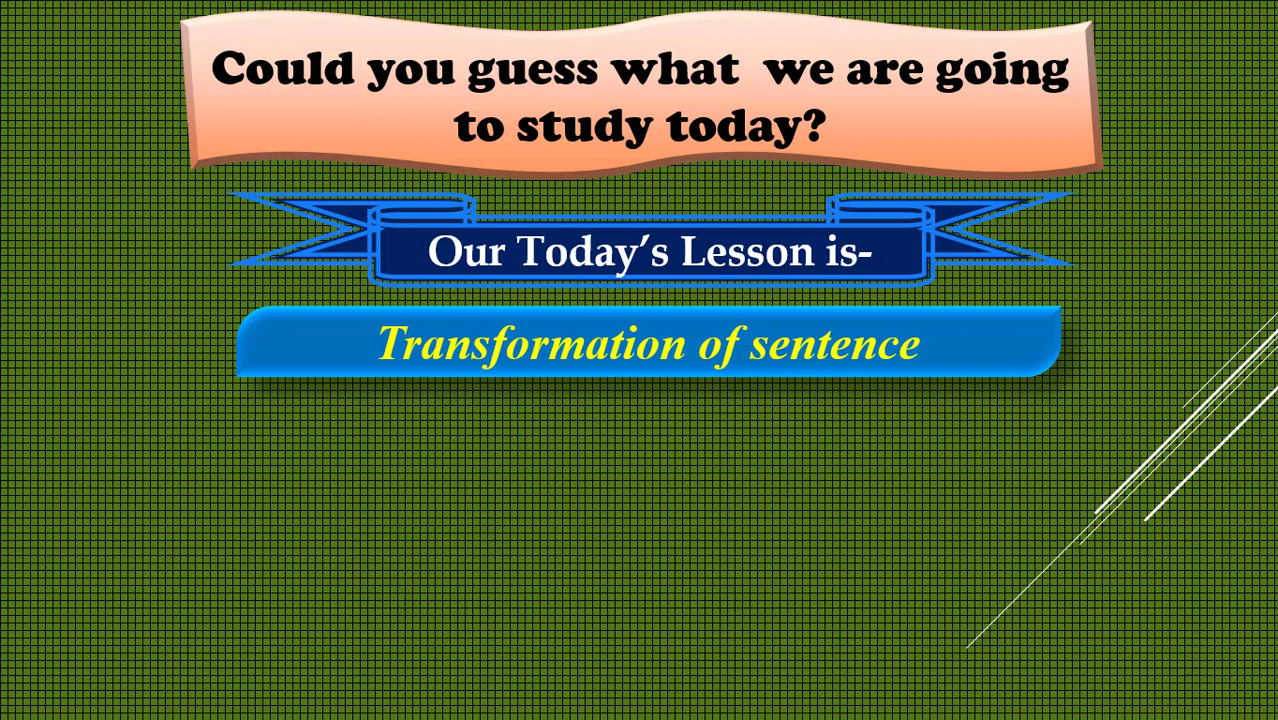 Could you guess what we are going
to study today?
Our Today’s Lesson is-
Transformation of sentence